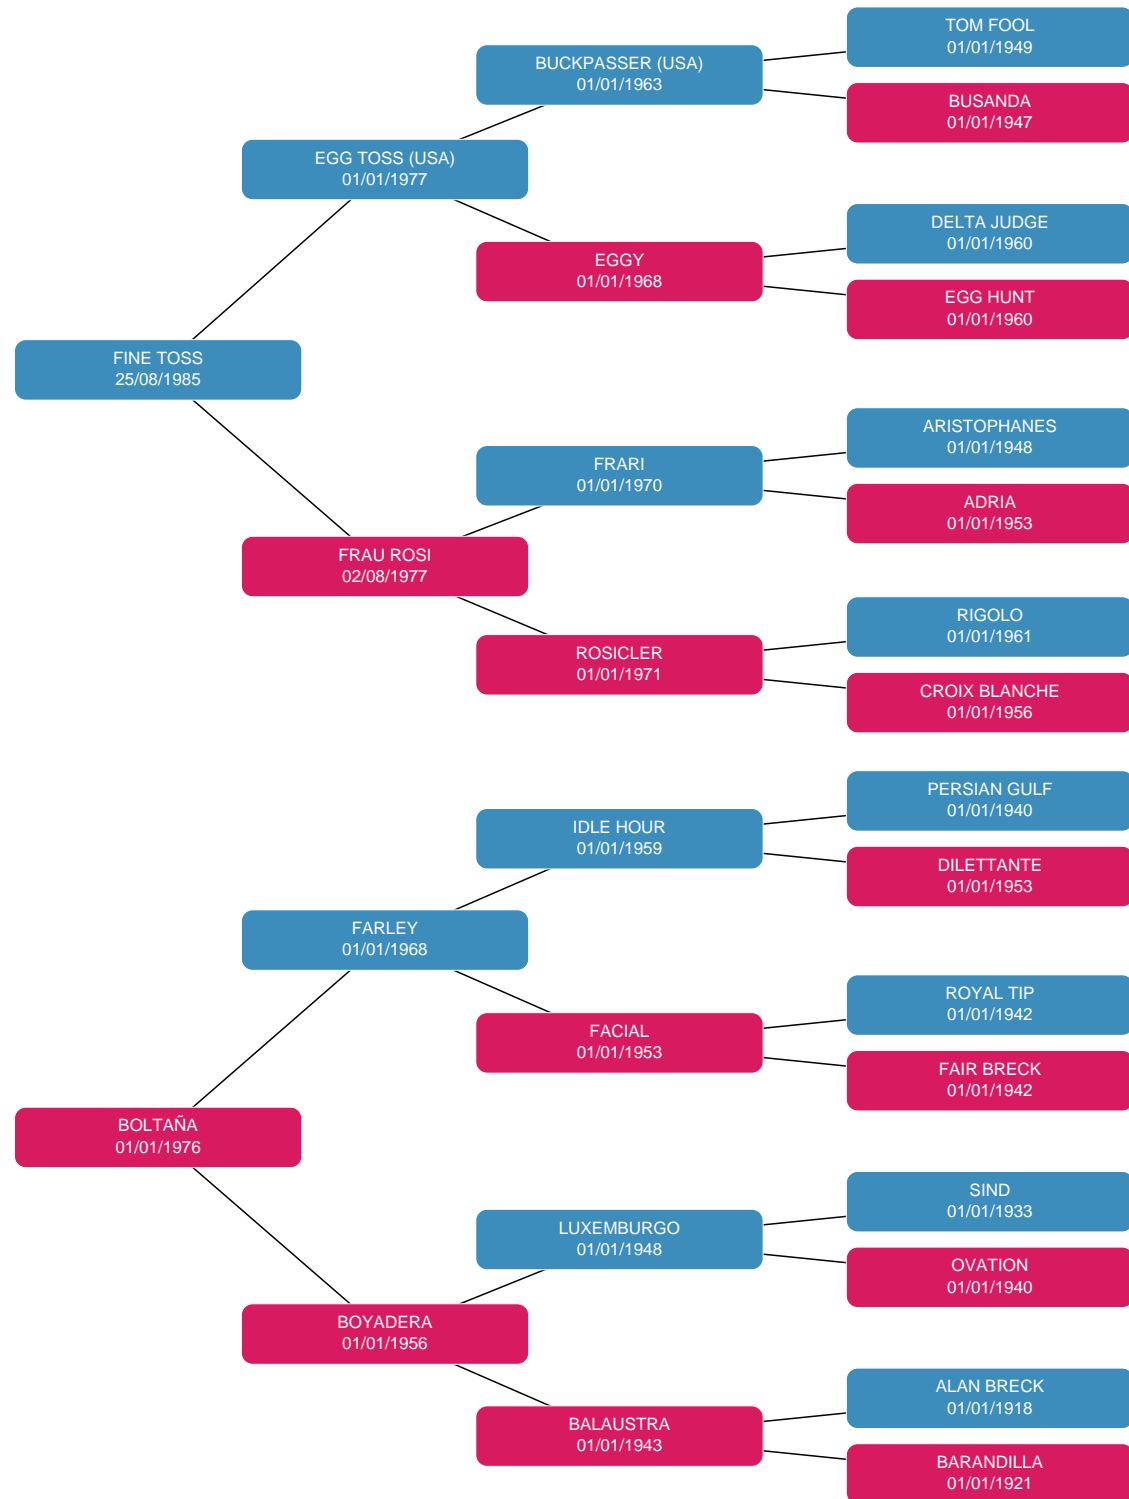 TOM FOOL
01/01/1949
BUCKPASSER (USA)
01/01/1963
BUSANDA
01/01/1947
EGG TOSS (USA)
01/01/1977
DELTA JUDGE
01/01/1960
EGGY
01/01/1968
EGG HUNT
01/01/1960
FINE TOSS
25/08/1985
ARISTOPHANES
01/01/1948
FRARI
01/01/1970
ADRIA
01/01/1953
FRAU ROSI
02/08/1977
RIGOLO
01/01/1961
ROSICLER
01/01/1971
CROIX BLANCHE
01/01/1956
PERSIAN GULF
01/01/1940
IDLE HOUR
01/01/1959
DILETTANTE
01/01/1953
FARLEY
01/01/1968
ROYAL TIP
01/01/1942
FACIAL
01/01/1953
FAIR BRECK
01/01/1942
BOLTAÑA
01/01/1976
SIND
01/01/1933
LUXEMBURGO
01/01/1948
OVATION
01/01/1940
BOYADERA
01/01/1956
ALAN BRECK
01/01/1918
BALAUSTRA
01/01/1943
BARANDILLA
01/01/1921